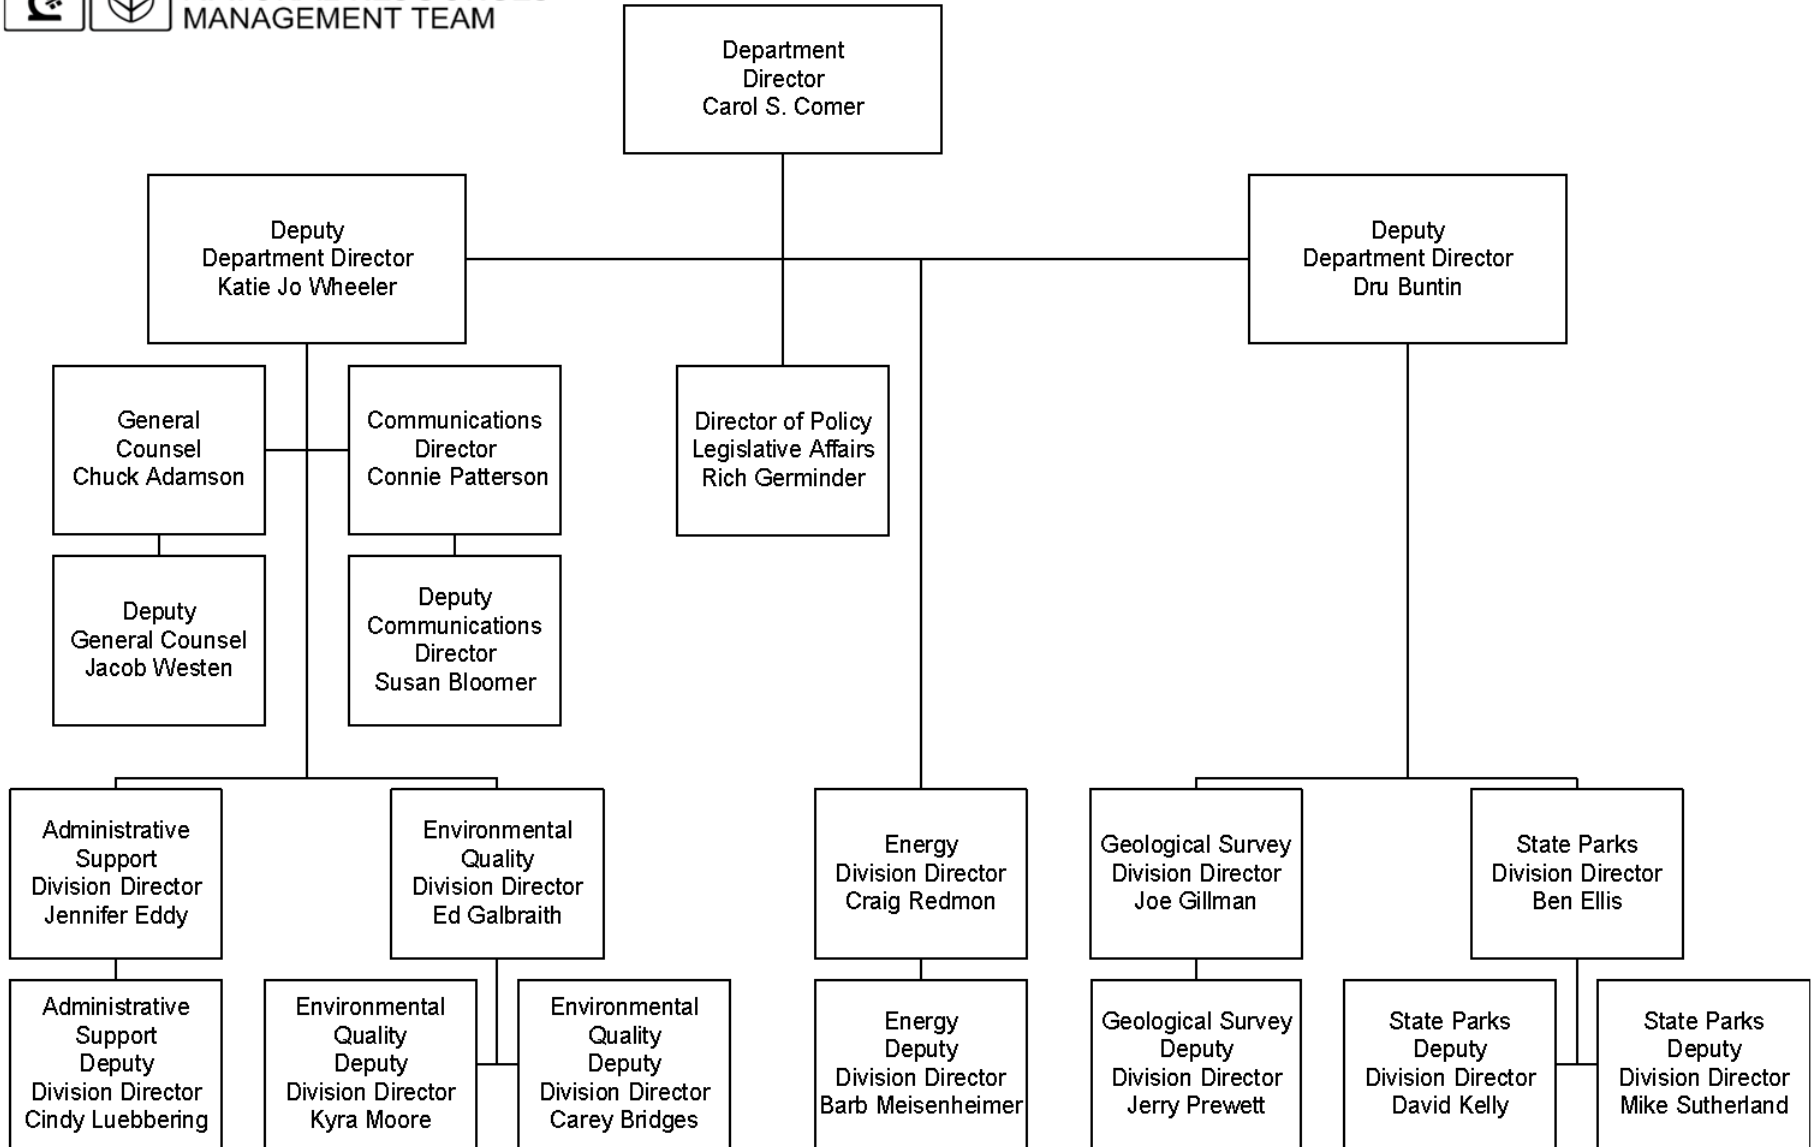 MANAGEMENT TEAM
Department
Director
Carol S. Comer
Deputy
Department Director
Katie Jo Wheeler
Deputy
Department Director
Dru Buntin
General
Counsel
Chuck Adamson
Communications
Director
Connie Patterson
Director of Policy
Legislative Affairs
Rich Germinder
Deputy
General Counsel
Jacob Westen
Deputy
Communications
Director
Susan Bloomer
Administrative
Support
Division Director
Jennifer Eddy
Environmental
Quality
Division Director
Ed Galbraith
Energy
Division Director
Craig Redmon
Geological Survey
Division Director
Joe Gillman
State Parks
Division Director
Ben Ellis
Administrative
Support
Deputy
Division Director
Cindy Luebbering
Environmental
Quality
Deputy
Division Director
Kyra Moore
Environmental
Quality
Deputy
Division Director
Carey Bridges
Energy
Deputy
Division Director
Barb Meisenheimer
Geological Survey
Deputy
Division Director
Jerry Prewett
State Parks
Deputy
Division Director
David Kelly
State Parks
Deputy
Division Director
Mike Sutherland